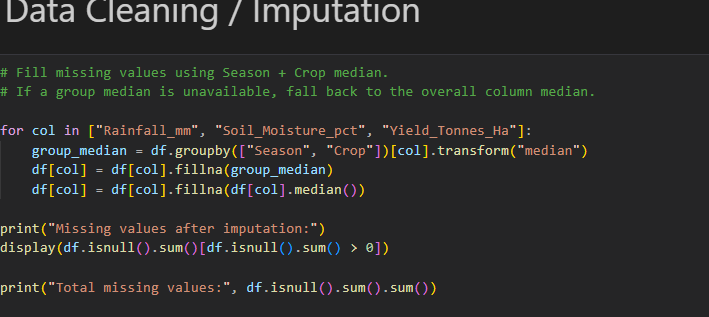 Data Cleaning / Imputation
# Fill missing values using Season + Crop median.
# If a group median is unavailable, fall back to the overall column median.
for col in ["Rainfall_mm", "Soil_Moisture_pct", "Yield_Tonnes_Ha"]:
    group_median = df.groupby(["Season", "Crop"])[col].transform("median")
    df[col] = df[col].fillna(group_median)
    df[col] = df[col].fillna(df[col].median())
print("Missing values after imputation:")
display(df.isnull().sum()[df.isnull().sum() > 0])
print("Total missing values:", df.isnull().sum().sum())